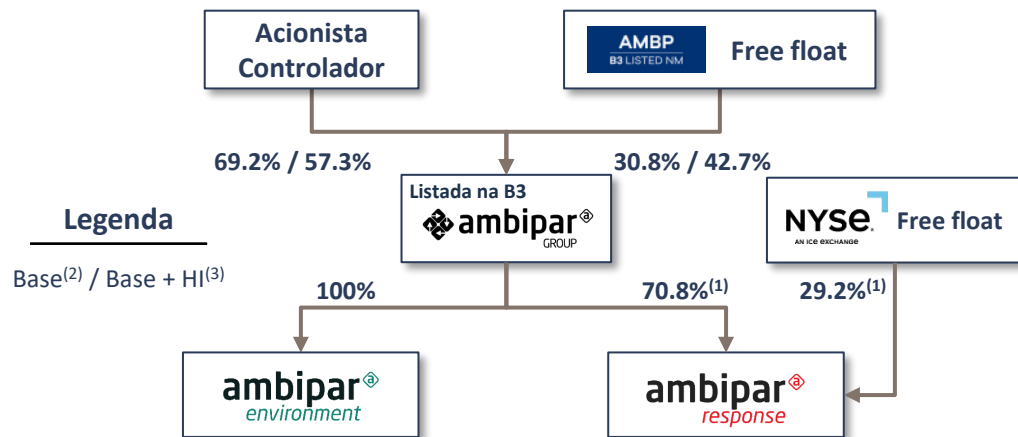 Acionista
Controlador
AMBP
B3 LISTED NM
Free float
69.2% / 57.3%
30.8% / 42.7%
Listada na B3
ambipar
GROUP
NYSE
AN ICE EXCHANGE
Free float
Legenda
Base(2) / Base + HI(3)
100%
70.8%(1)
29.2%(1)
ambipar
environment
ambipar
response